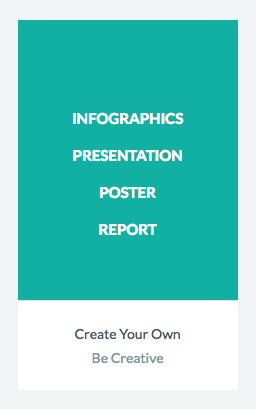 INFOGRAPHICS
PRESENTATION
POSTER
REPORT
Create Your Own
Be Creative